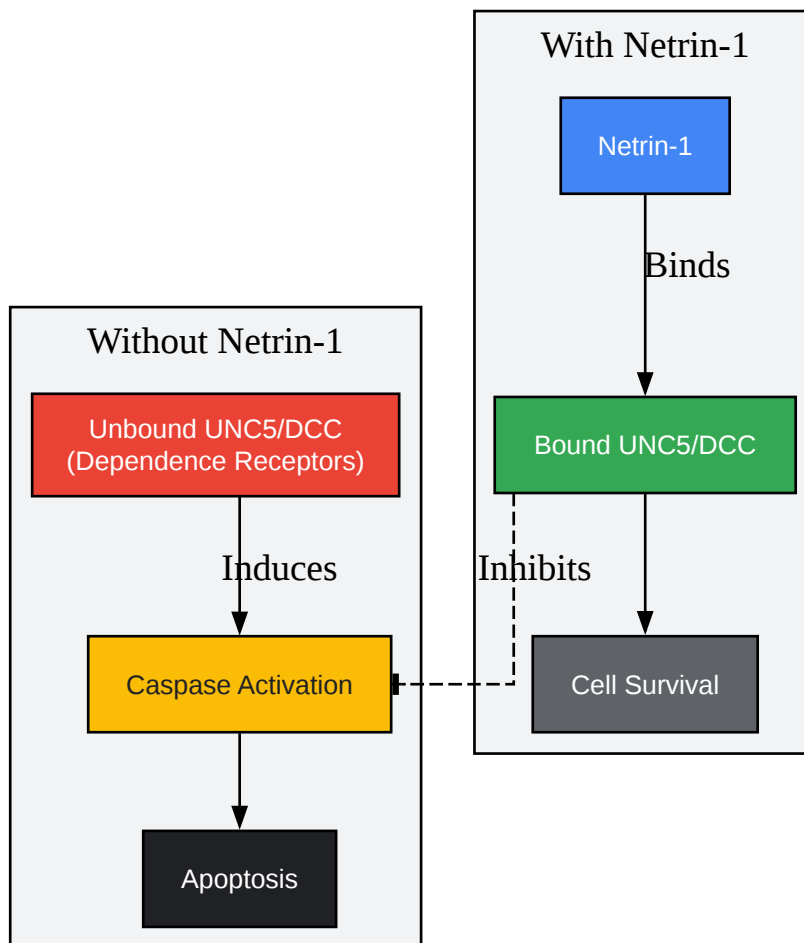 With Netrin-1
Netrin-1
Binds
Bound UNC5/DCC
Inhibits
Cell Survival
Without Netrin-1
Unbound UNC5/DCC
(Dependence Receptors)
Induces
Caspase Activation
Apoptosis